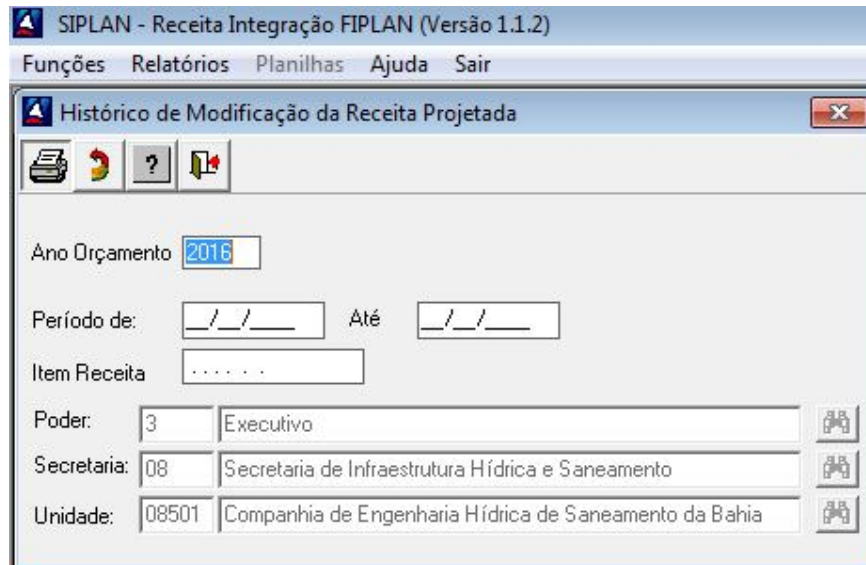 SIPLAN - Receita Integração FIPLAN (Versão 1.1.2)
Funções Relatórios Planilhas Ajuda Sair
Histórico de Modificação da Receita Projetada
?
Ano Orçamento 2016
Período de: __/__/____ Até __/__/____
Item Receita . . . . . .
Poder: 3 Executivo
Secretaria: 08 Secretaria de Infraestrutura Hídrica e Saneamento
Unidade: 08501 Companhia de Engenharia Hídrica de Saneamento da Bahia